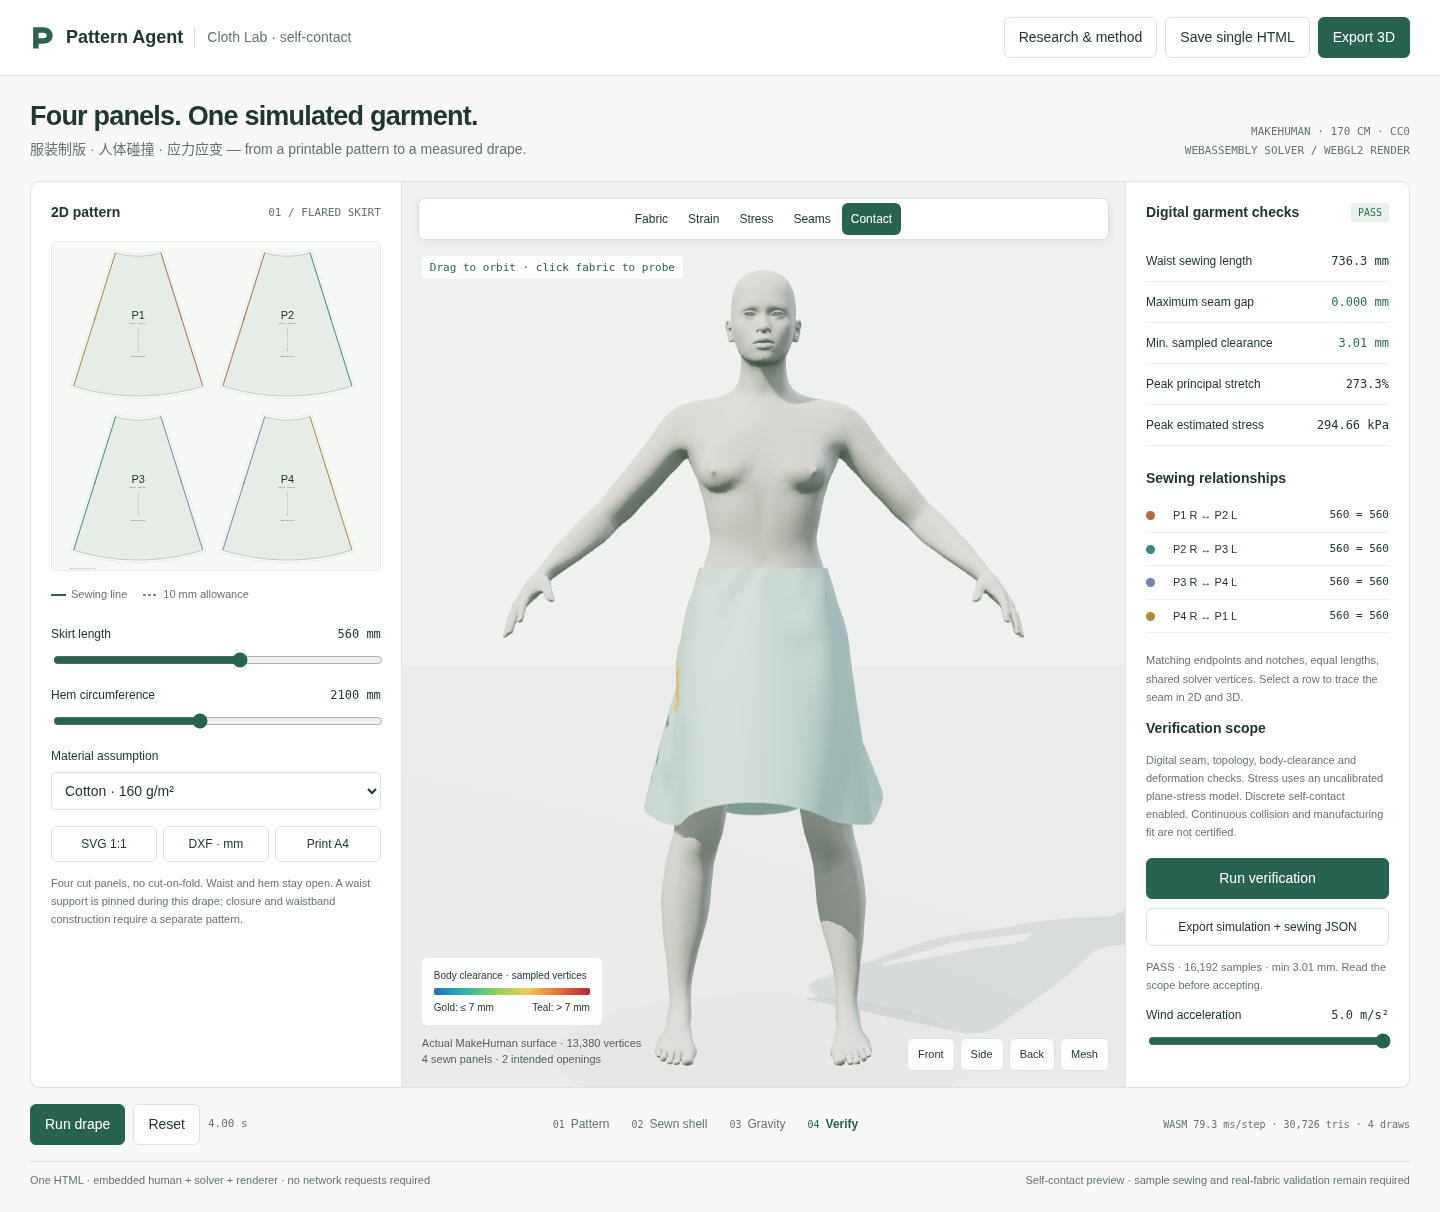 Pattern Agent
Cloth Lab · self-contact
Research & method
Save single HTML
Export 3D
Four panels. One simulated garment.
服装制版 · 人体碰撞 · 应力应变 — from a printable pattern to a measured drape.
MAKEHUMAN · 170 CM · CC0
WEBASSEMBLY SOLVER / WEBGL2 RENDER
2D pattern
01 / FLARED SKIRT
P1
P2
P3
P4
Sewing line
10 mm allowance
Skirt length
560 mm
Hem circumference
2100 mm
Material assumption
Cotton · 160 g/m²
SVG 1:1
DXF · mm
Print A4
Four cut panels, no cut-on-fold. Waist and hem stay open. A waist
support is pinned during this drape; closure and waistband
construction require a separate pattern.
Fabric
Strain
Stress
Seams
Contact
Drag to orbit · click fabric to probe
Body clearance · sampled vertices
Gold: ≤ 7 mm
Teal: > 7 mm
Actual MakeHuman surface · 13,380 vertices
4 sewn panels · 2 intended openings
Front
Side
Back
Mesh
Digital garment checks
PASS
Waist sewing length
736.3 mm
Maximum seam gap
0.000 mm
Min. sampled clearance
3.01 mm
Peak principal stretch
273.3%
Peak estimated stress
294.66 kPa
Sewing relationships
P1 R ↔ P2 L
560 = 560
P2 R ↔ P3 L
560 = 560
P3 R ↔ P4 L
560 = 560
P4 R ↔ P1 L
560 = 560
Matching endpoints and notches, equal lengths,
shared solver vertices. Select a row to trace the
seam in 2D and 3D.
Verification scope
Digital seam, topology, body-clearance and
deformation checks. Stress uses an uncalibrated
plane-stress model. Discrete self-contact
enabled. Continuous collision and manufacturing
fit are not certified.
Run verification
Export simulation + sewing JSON
PASS · 16,192 samples · min 3.01 mm. Read the
scope before accepting.
Wind acceleration
5.0 m/s²
Run drape
Reset
4.00 s
01 Pattern
02 Sewn shell
03 Gravity
04 Verify
WASM 79.3 ms/step · 30,726 tris · 4 draws
One HTML · embedded human + solver + renderer · no network requests required
Self-contact preview · sample sewing and real-fabric validation remain required